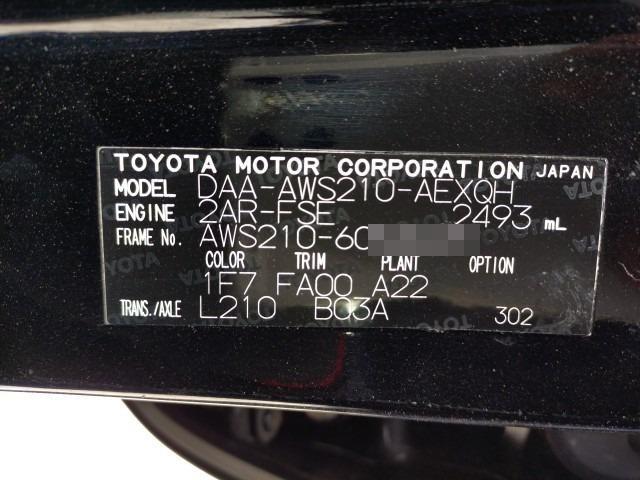 TOYOTA MOTOR CORPORATION JAPAN
MODEL DAA-AWS210-AEXQH
ENGINE 2AR-FSE 2493 mL
FRAME No. AWS210-60
COLOR TRIM PLANT OPTION
1F7 FA00 A22
TRANS./AXLE L210 B03A 302